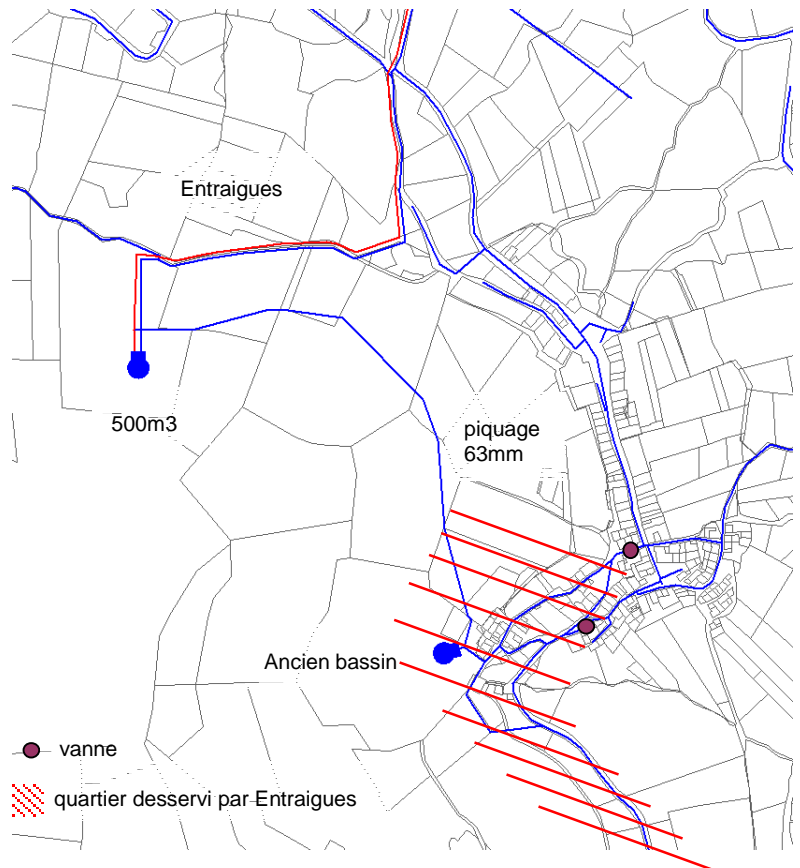 Entraigues
500m3
piquage
63mm
Ancien bassin
vanne
quartier desservi par Entraigues